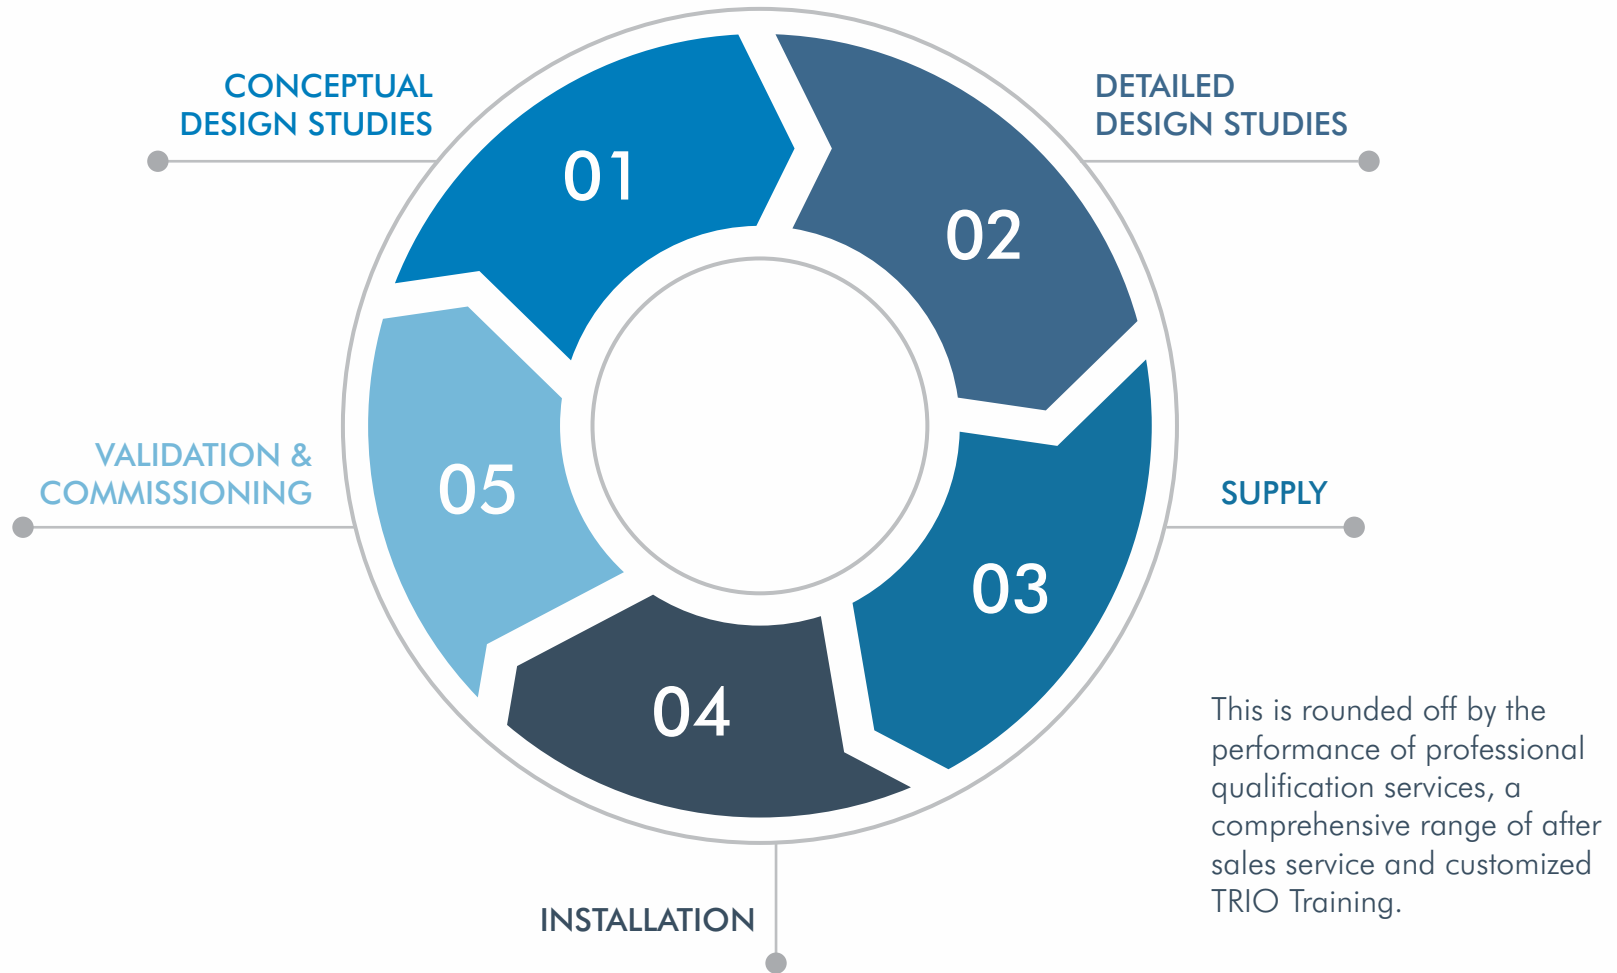 CONCEPTUAL
DESIGN STUDIES
01
DETAILED
DESIGN STUDIES
02
SUPPLY
03
INSTALLATION
04
VALIDATION &
COMMISSIONING
05
This is rounded off by the
performance of professional
qualification services, a
comprehensive range of after
sales service and customized
TRIO Training.